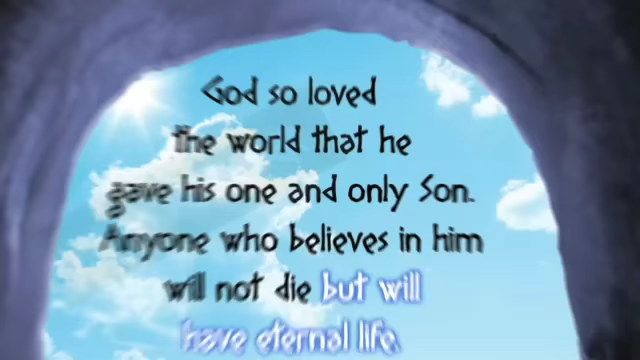 God so loved
the world that he
gave his one and only Son.
Anyone who believes in him
will not die but will
have eternal life.